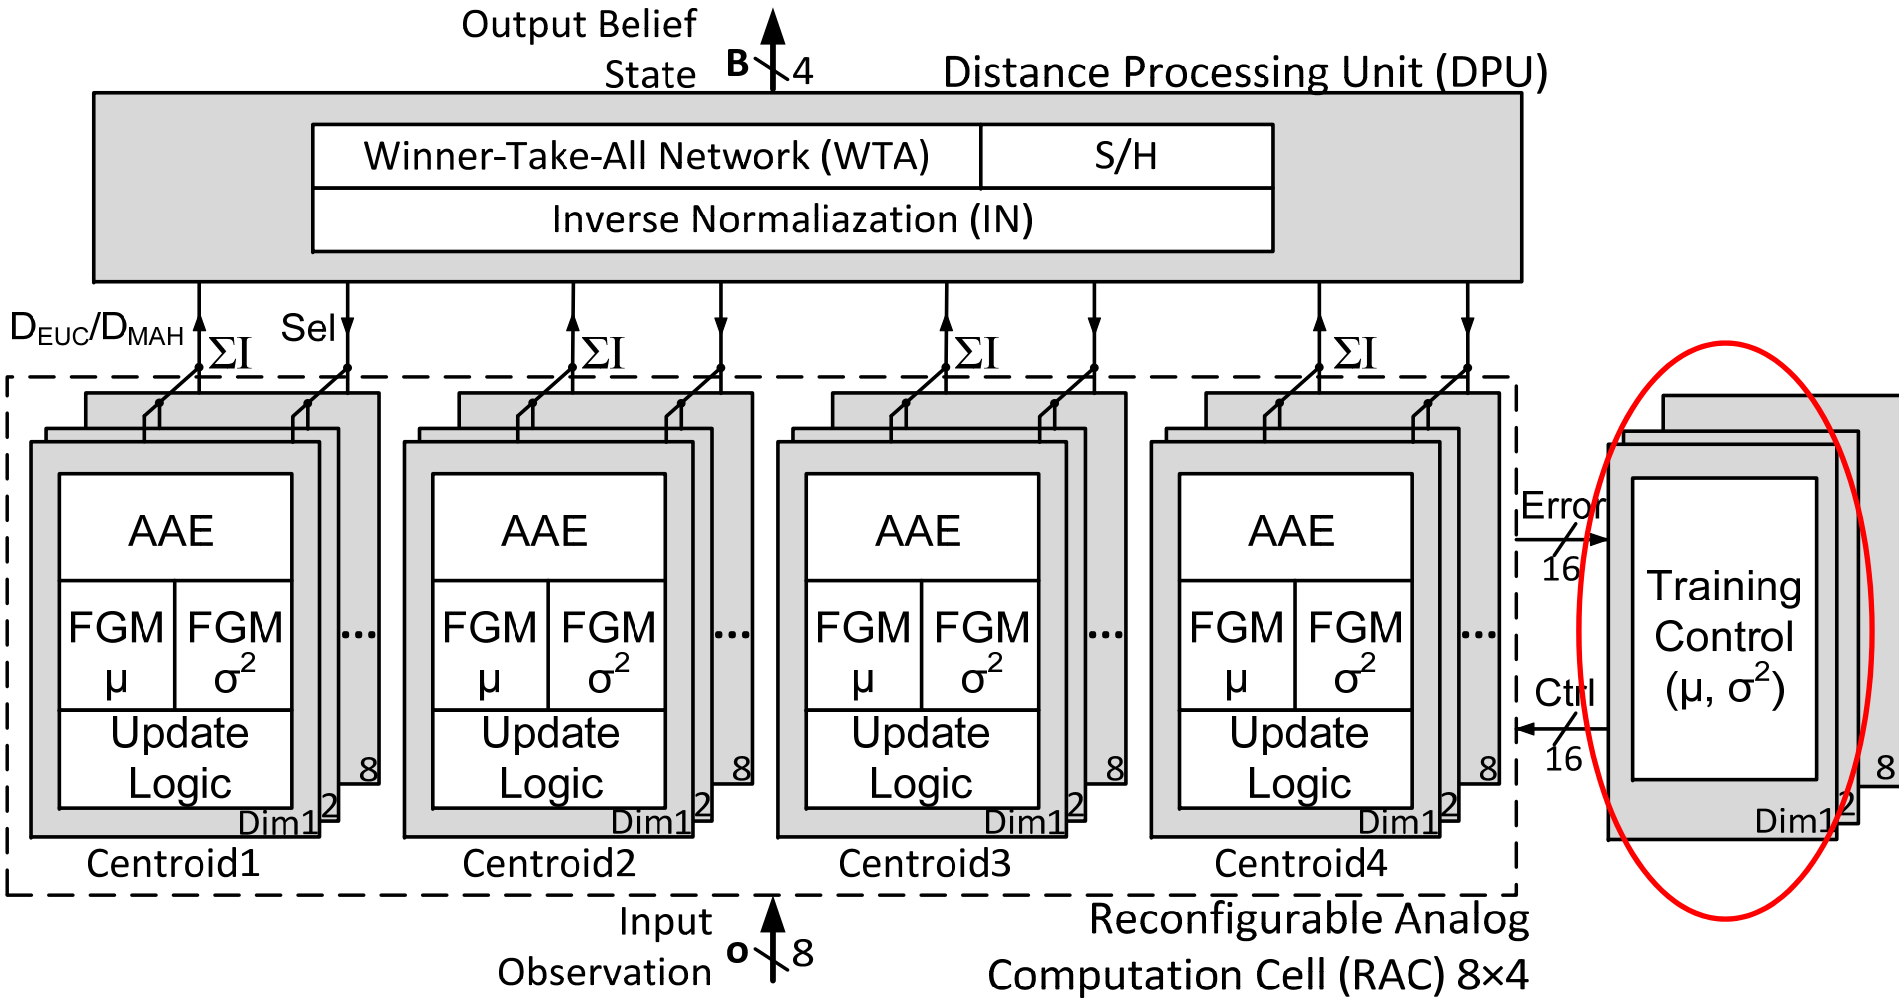 Output Belief
State
B
4
Distance Processing Unit (DPU)
Winner-Take-All Network (WTA)
S/H
Inverse Normaliazation (IN)
D_EUC/D_MAH
ΣI
Sel
ΣI
ΣI
ΣI
AAE
FGM
μ
FGM
σ²
Update
Logic
...
Dim1
2
8
Centroid1
AAE
FGM
μ
FGM
σ²
Update
Logic
...
Dim1
2
8
Centroid2
AAE
FGM
μ
FGM
σ²
Update
Logic
...
Dim1
2
8
Centroid3
AAE
FGM
μ
FGM
σ²
Update
Logic
...
Dim1
2
8
Centroid4
Error
16
Ctrl
16
Training
Control
(μ, σ²)
Dim1
2
8
Input
Observation
o
8
Reconfigurable Analog
Computation Cell (RAC) 8×4